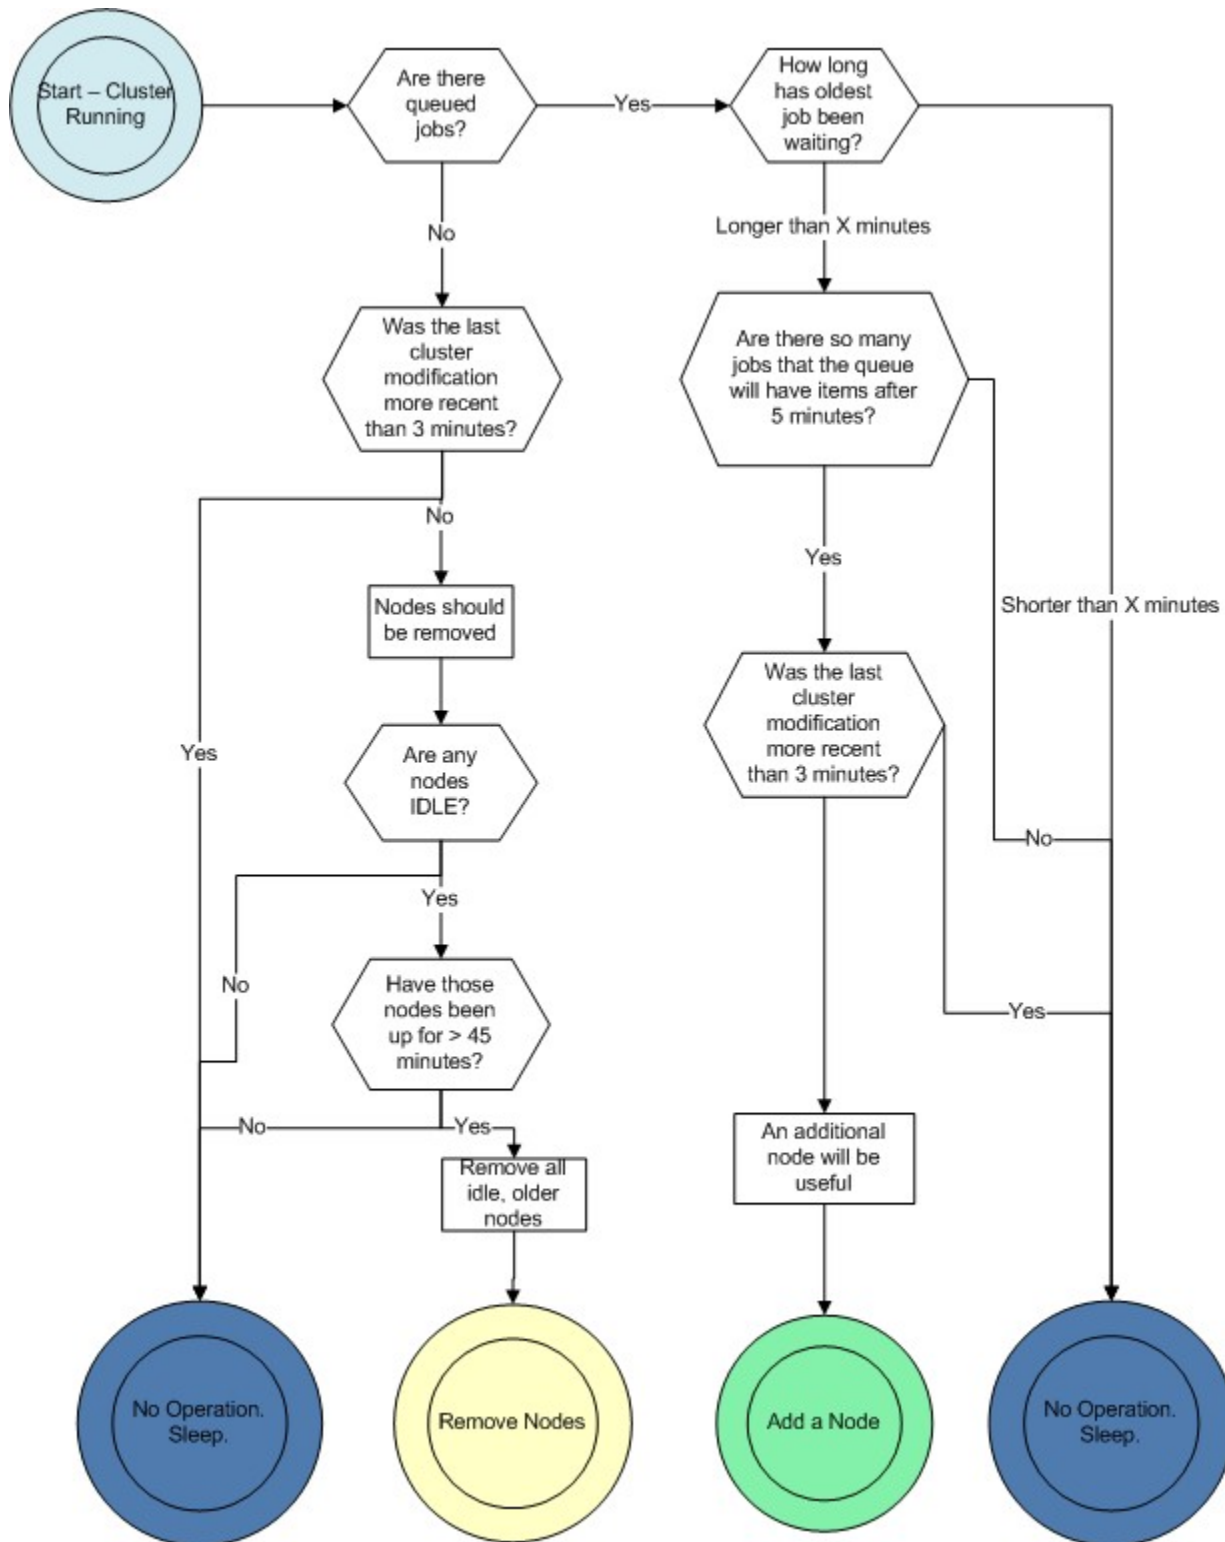 Start – Cluster
Running
Are there
queued
jobs?
Yes
How long
has oldest
job been
waiting?
No
Longer than X minutes
Was the last
cluster
modification
more recent
than 3 minutes?
Are there so many
jobs that the queue
will have items after
5 minutes?
No
Yes
Nodes should
be removed
Shorter than X minutes
Was the last
cluster
modification
more recent
than 3 minutes?
Yes
Are any
nodes
IDLE?
No
Yes
No
Have those
nodes been
up for > 45
minutes?
Yes
No
Yes
An additional
node will be
useful
Remove all
idle, older
nodes
No Operation.
Sleep.
Remove Nodes
Add a Node
No Operation.
Sleep.